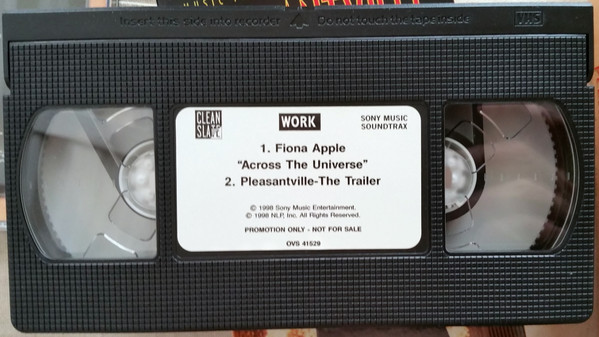 Insert this side into recorder
Do not touch the tape inside
VHS
CLEAN SLATE
WORK
SONY MUSIC
SOUNDTRAX
1. Fiona Apple
"Across The Universe"
2. Pleasantville-The Trailer
© 1998 Sony Music Entertainment.
© 1998 NLP, Inc. All Rights Reserved.
PROMOTION ONLY - NOT FOR SALE
OVS 41529